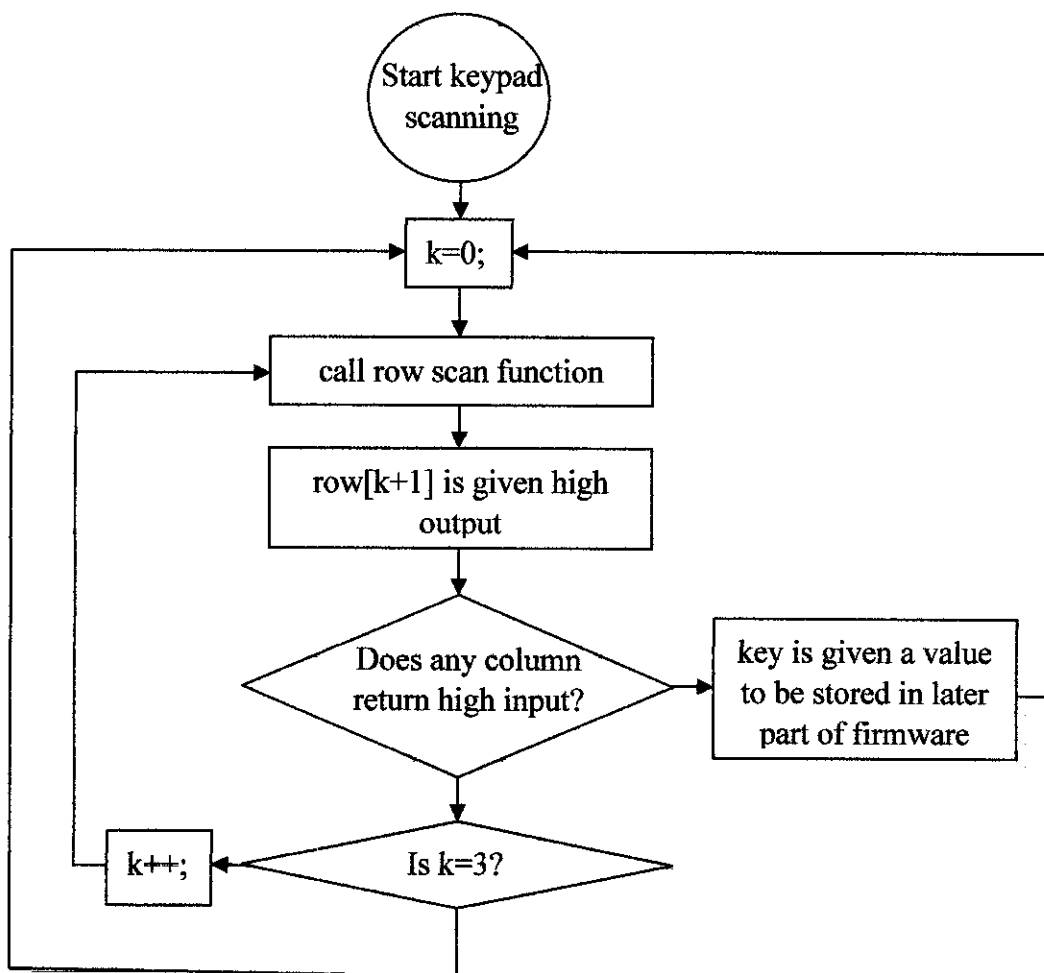 Start keypad
scanning
k=0;
call row scan function
row[k+1] is given high
output
Does any column
return high input?
key is given a value
to be stored in later
part of firmware
Is k=3?
k++;